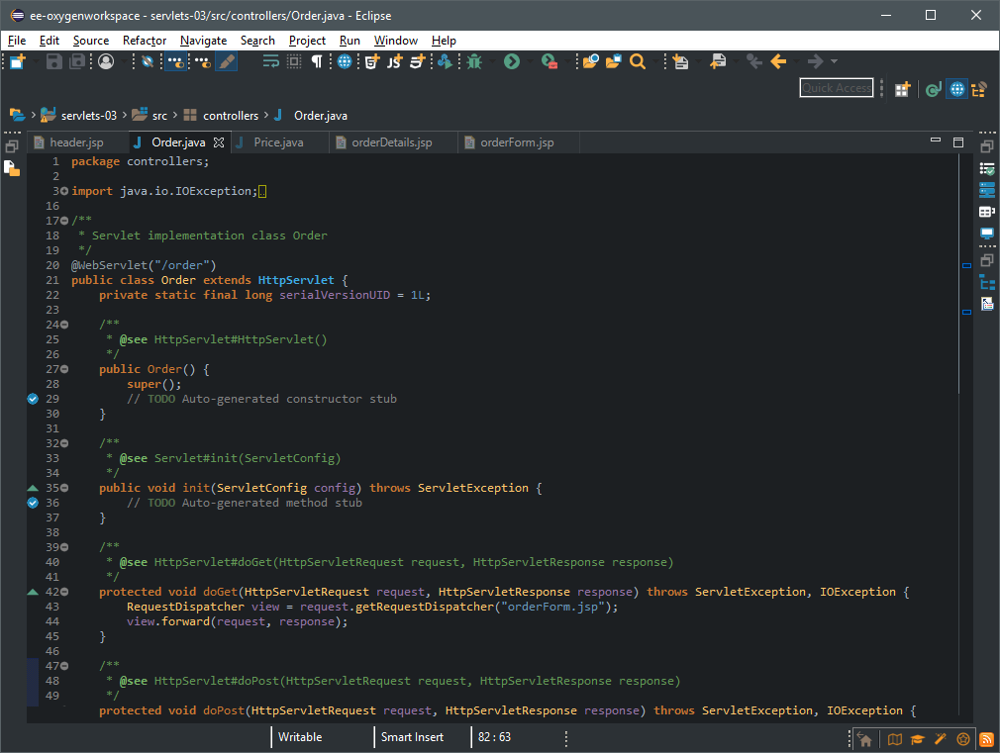 ee-oxygenworkspace - servlets-03/src/controllers/Order.java - Eclipse
File Edit Source Refactor Navigate Search Project Run Window Help
Quick Access
servlets-03 src controllers Order.java
header.jsp Order.java Price.java orderDetails.jsp orderForm.jsp
1 package controllers;
2
3 import java.io.IOException;
16
17 /**
18 * Servlet implementation class Order
19 */
20 @WebServlet("/order")
21 public class Order extends HttpServlet {
22 private static final long serialVersionUID = 1L;
23
24 /**
25 * @see HttpServlet#HttpServlet()
26 */
27 public Order() {
28 super();
29 // TODO Auto-generated constructor stub
30 }
31
32 /**
33 * @see Servlet#init(ServletConfig)
34 */
35 public void init(ServletConfig config) throws ServletException {
36 // TODO Auto-generated method stub
37 }
38
39 /**
40 * @see HttpServlet#doGet(HttpServletRequest request, HttpServletResponse response)
41 */
42 protected void doGet(HttpServletRequest request, HttpServletResponse response) throws ServletException, IOException {
43 RequestDispatcher view = request.getRequestDispatcher("orderForm.jsp");
44 view.forward(request, response);
45 }
46
47 /**
48 * @see HttpServlet#doPost(HttpServletRequest request, HttpServletResponse response)
49 */
protected void doPost(HttpServletRequest request, HttpServletResponse response) throws ServletException, IOException {
Writable Smart Insert 82 : 63